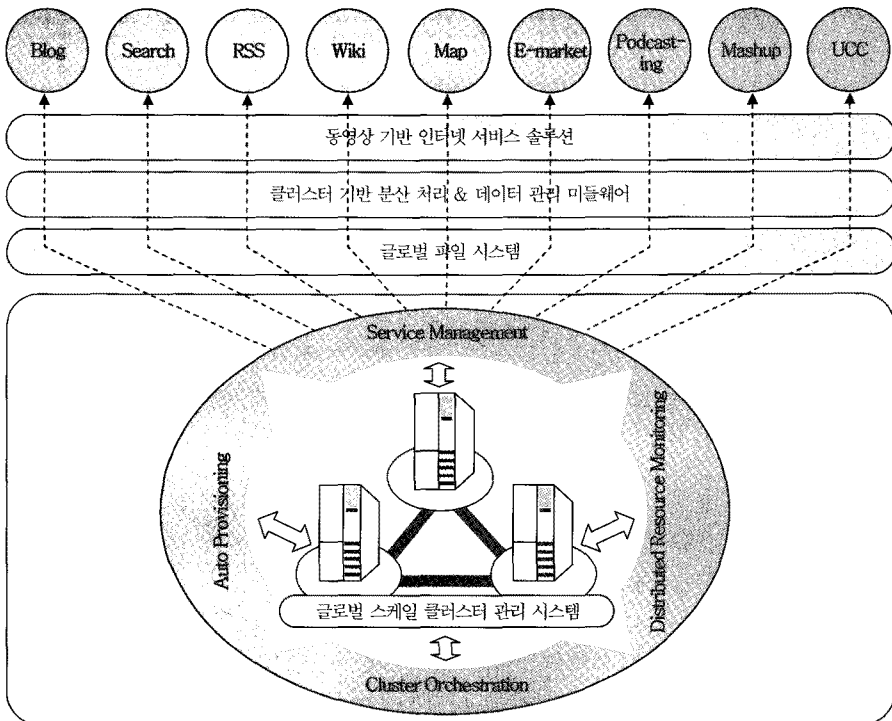 Blog
Search
RSS
Wiki
Map
E-market
Podcast-
ing
Mashup
UCC
동영상 기반 인터넷 서비스 솔루션
클러스터 기반 분산 처리 & 데이터 관리 미들웨어
글로벌 파일 시스템
Service Management
Auto Provisioning
Distributed Resource Monitoring
글로벌 스케일 클러스터 관리 시스템
Cluster Orchestration